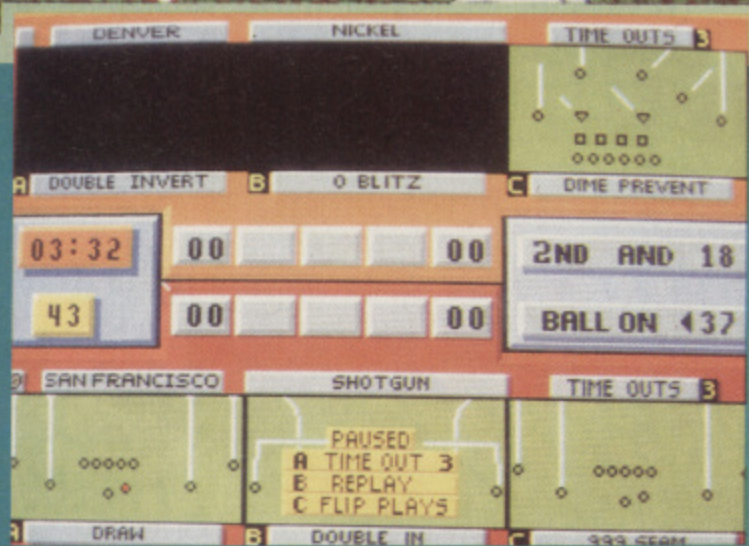 DENVER NICKEL TIME OUTS 3
A DOUBLE INVERT B O BLITZ C DIME PREVENT
03:32 00 00 2ND AND 18
43 00 00 BALL ON ◀37
SAN FRANCISCO SHOTGUN TIME OUTS 3
PAUSED
A TIME OUT 3
B REPLAY
C FLIP PLAYS
A DRAW B DOUBLE IN C 999 SEAM